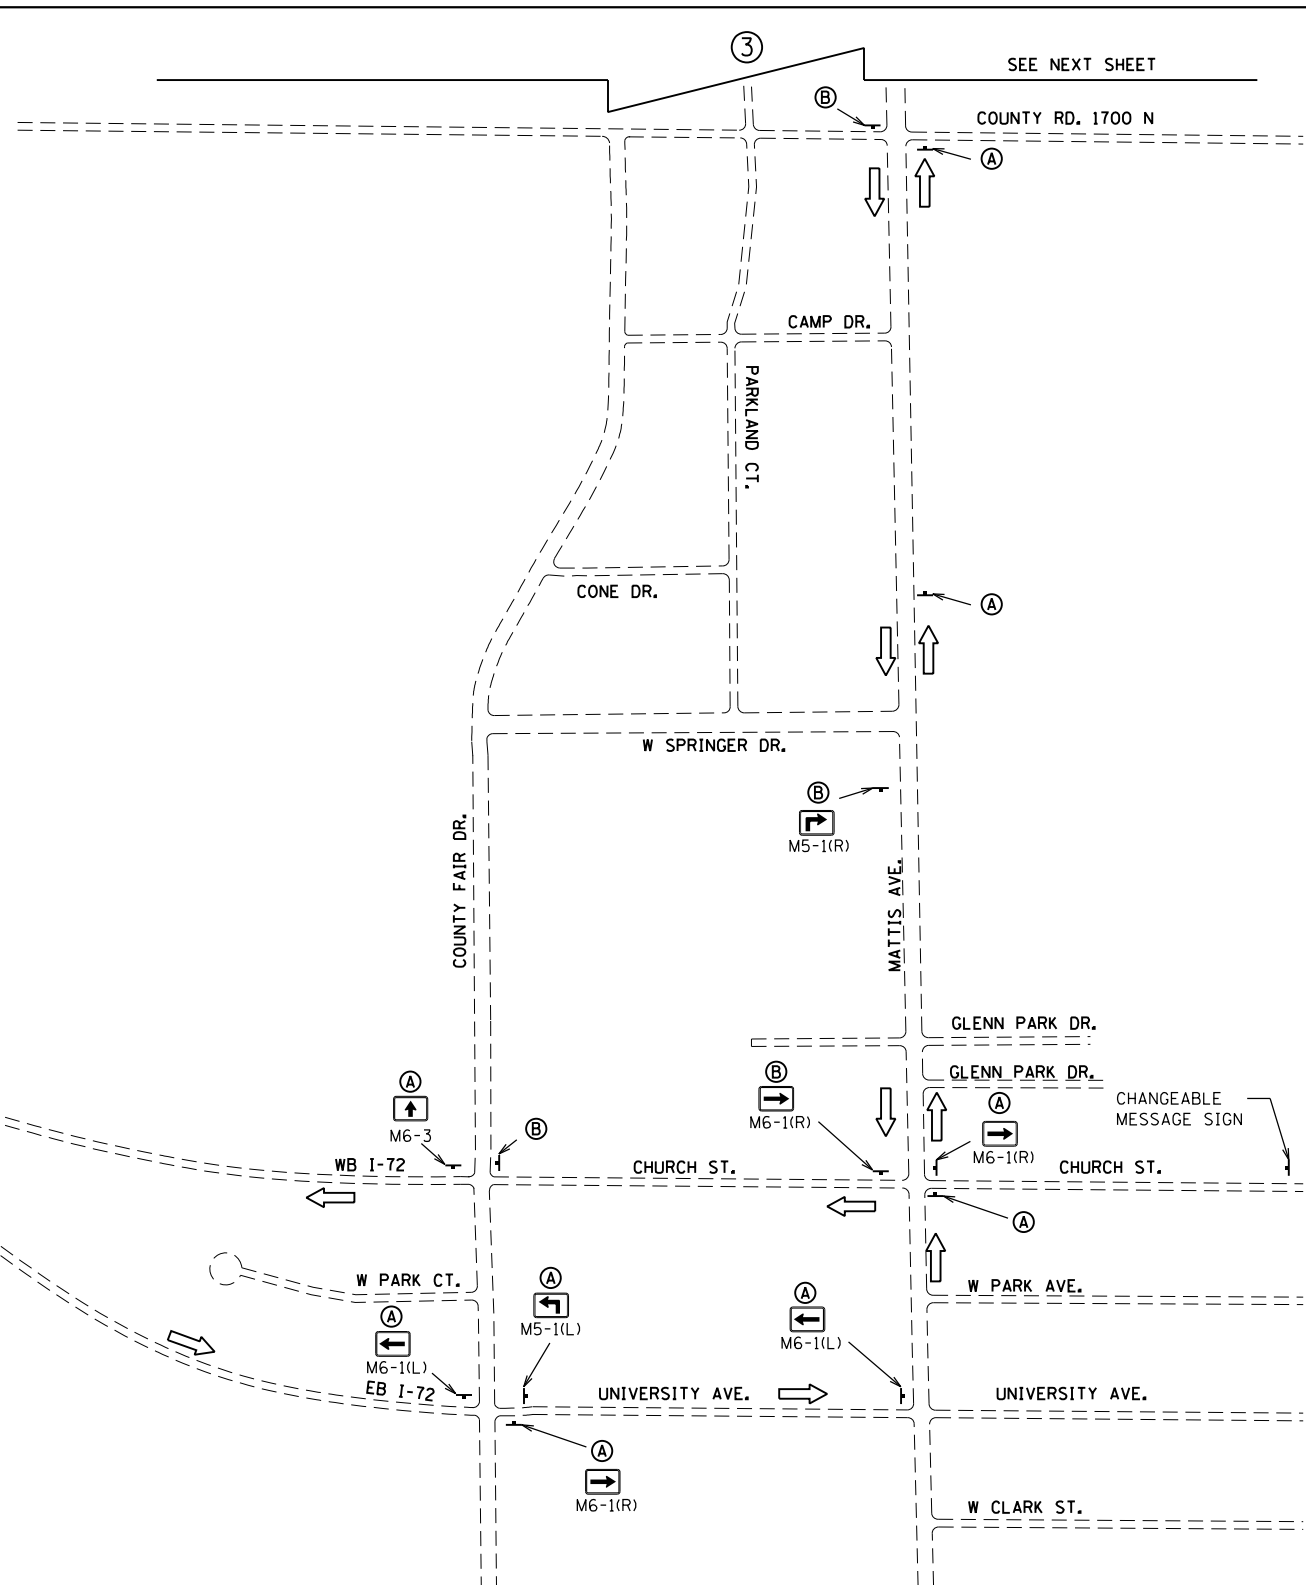 3
SEE NEXT SHEET
B
COUNTY RD. 1700 N
A
CAMP DR.
PARKLAND CT.
CONE DR.
A
W SPRINGER DR.
B
M5-1(R)
COUNTY FAIR DR.
MATTIS AVE.
GLENN PARK DR.
GLENN PARK DR.
A
M6-3
B
B
M6-1(R)
A
M6-1(R)
CHANGEABLE
MESSAGE SIGN
WB I-72
CHURCH ST.
CHURCH ST.
A
W PARK CT.
W PARK AVE.
A
M5-1(L)
A
M6-1(L)
A
M6-1(L)
EB I-72
UNIVERSITY AVE.
UNIVERSITY AVE.
A
M6-1(R)
W CLARK ST.